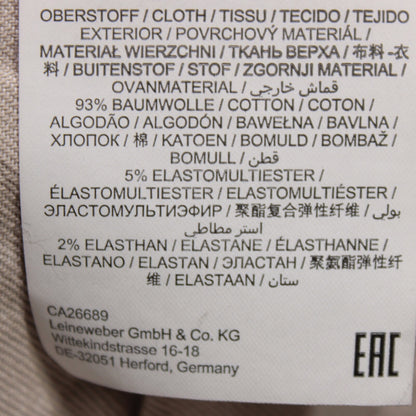 OBERSTOFF / CLOTH / TISSU / TECIDO / TEJIDO
EXTERIOR / POVRCHOVÝ MATERIÁL /
MATERIAŁ WIERZCHNI / ТКАНЬ ВЕРХА / 布料 -衣
料 / BUITENSTOF / STOF / ZGORNJI MATERIAL /
OVANMATERIAL / قماش خارجي /
93% BAUMWOLLE / COTTON / COTON /
ALGODÃO / ALGODÓN / BAWEŁNA / BAVLNA /
ХЛОПОК / 棉 / KATOEN / BOMULD / BOMBAŽ /
BOMULL / قطن /
5% ELASTOMULTIESTER /
ÉLASTOMULTIESTER / ELASTOMULTIÉSTER /
ЭЛАСТОМУЛЬТИЭФИР / 聚酯复合弹性纤维 / بولي
استر مطاطي /
2% ELASTHAN / ELASTANE / ÉLASTHANNE /
ELASTANO / ELASTAN / ЭЛАСТАН / 聚氨酯弹性纤
维 / ELASTAAN / ستان /
CA26689
Leineweber GmbH & Co. KG
Wittekindstrasse 16-18
DE-32051 Herford, Germany
EAC